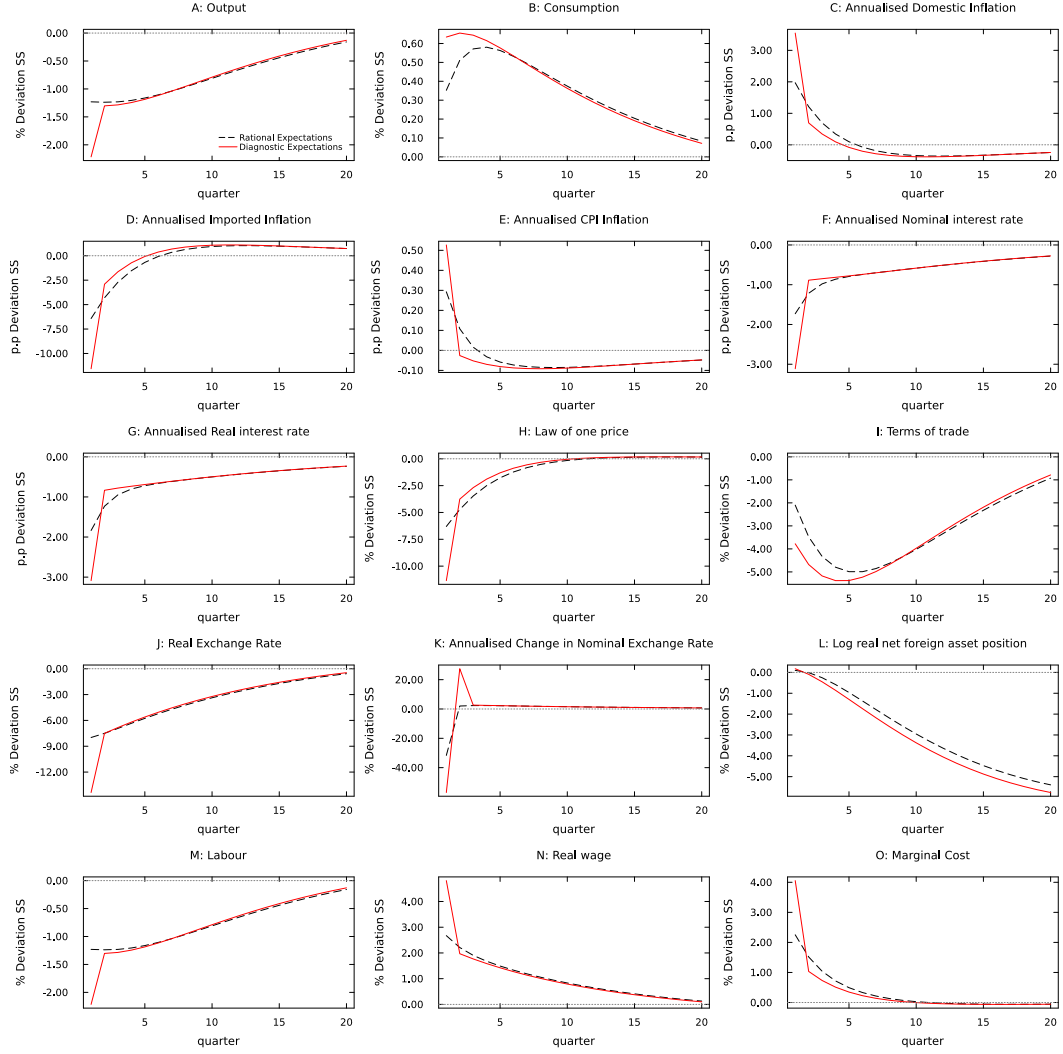 A: Output
% Deviation SS
0.00
-0.50
-1.00
-1.50
-2.00
Rational Expectations
Diagnostic Expectations
5 10 15 20
quarter
B: Consumption
% Deviation SS
0.60
0.50
0.40
0.30
0.20
0.10
0.00
5 10 15 20
quarter
C: Annualised Domestic Inflation
p.p Deviation SS
3.00
2.00
1.00
0.00
5 10 15 20
quarter
D: Annualised Imported Inflation
p.p Deviation SS
0.00
-2.50
-5.00
-7.50
-10.00
5 10 15 20
quarter
E: Annualised CPI Inflation
p.p Deviation SS
0.50
0.40
0.30
0.20
0.10
0.00
-0.10
5 10 15 20
quarter
F: Annualised Nominal interest rate
p.p Deviation SS
0.00
-1.00
-2.00
-3.00
5 10 15 20
quarter
G: Annualised Real interest rate
p.p Deviation SS
0.00
-1.00
-2.00
-3.00
5 10 15 20
quarter
H: Law of one price
% Deviation SS
0.00
-2.50
-5.00
-7.50
-10.00
5 10 15 20
quarter
I: Terms of trade
% Deviation SS
0.00
-1.00
-2.00
-3.00
-4.00
-5.00
5 10 15 20
quarter
J: Real Exchange Rate
% Deviation SS
0.00
-3.00
-6.00
-9.00
-12.00
5 10 15 20
quarter
K: Annualised Change in Nominal Exchange Rate
% Deviation SS
20.00
0.00
-20.00
-40.00
5 10 15 20
quarter
L: Log real net foreign asset position
% Deviation SS
0.00
-1.00
-2.00
-3.00
-4.00
-5.00
5 10 15 20
quarter
M: Labour
% Deviation SS
0.00
-0.50
-1.00
-1.50
-2.00
5 10 15 20
quarter
N: Real wage
% Deviation SS
4.00
3.00
2.00
1.00
0.00
5 10 15 20
quarter
O: Marginal Cost
% Deviation SS
4.00
3.00
2.00
1.00
0.00
5 10 15 20
quarter